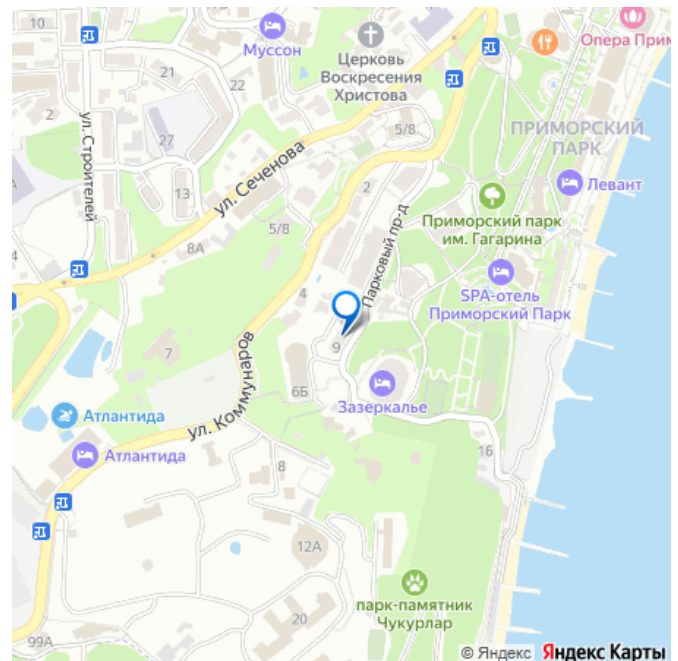 10
Муссон
Опера Прим
Церковь
Воскресения
Христова
21
22
2
27
5/8
ПРИМОРСКИЙ
ПАРК
ул. Строителей
ул. Сеченова
13
2
Левант
Приморский парк
им. Гагарина
Парковый пр-д
5/8
8А
4
SPA-отель
Приморский Парк
4
9
7
6Б
Зазеркалье
Атлантида
ул. Коммунаров
Атлантида
8
16
12А
парк-памятник
Чукурлар
20
99А
© Яндекс Яндекс Карты